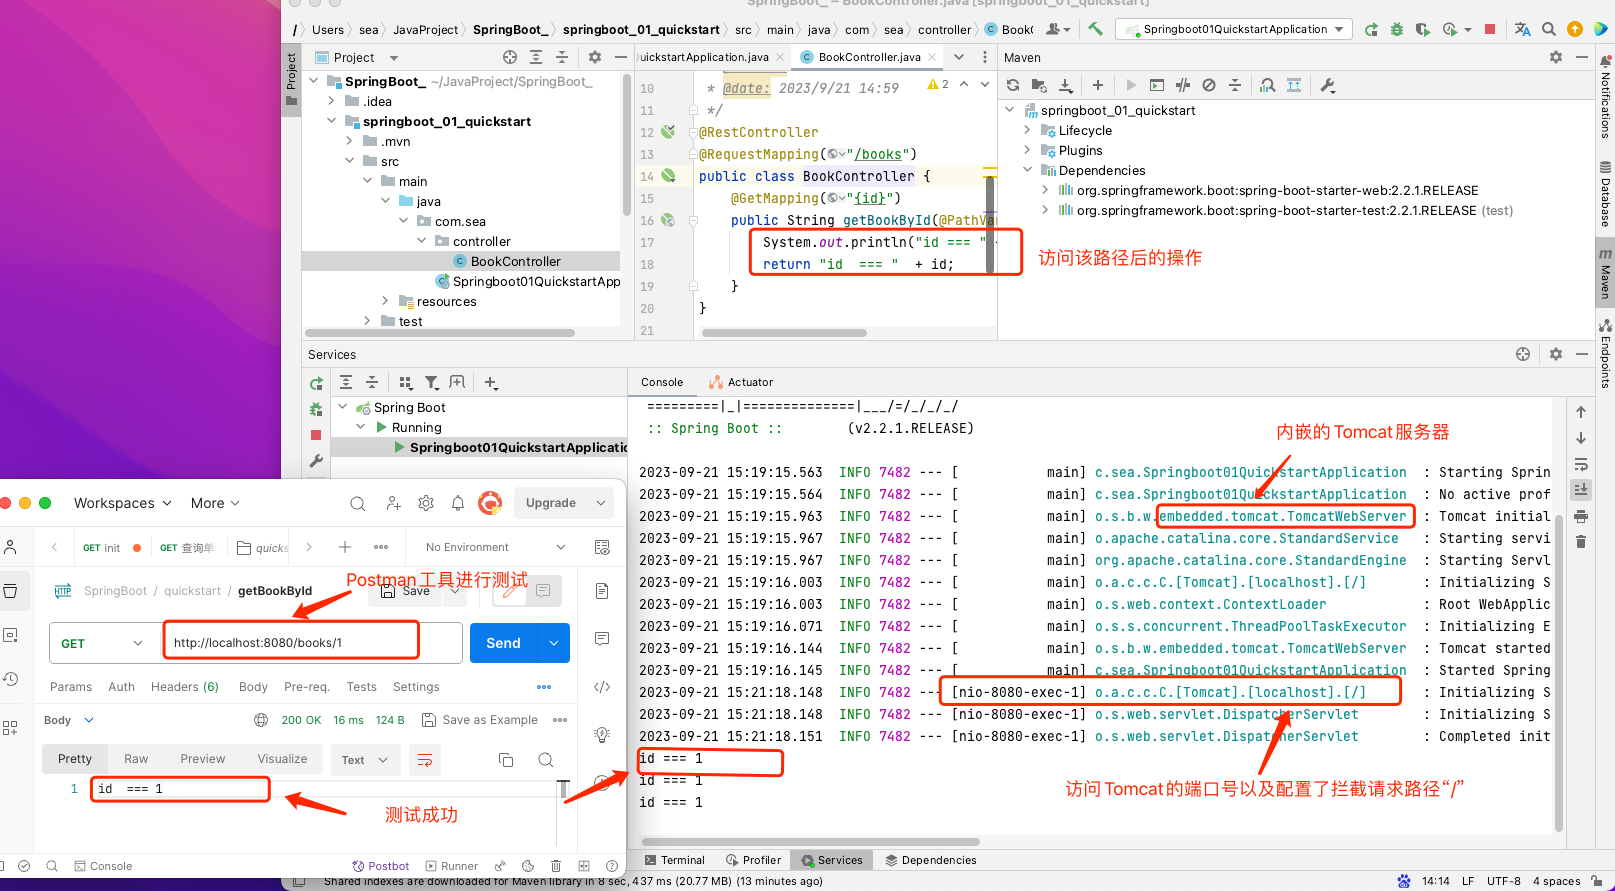 SpringBoot_ – BookController.java [springboot_01_quickstart]
/ Users sea JavaProject SpringBoot_ springboot_01_quickstart src main java com sea controller BookC
Springboot01QuickstartApplication
Project
Project
SpringBoot_ ~/JavaProject/SpringBoot_
.idea
springboot_01_quickstart
.mvn
src
main
java
com.sea
controller
BookController
Springboot01QuickstartApp
resources
test
uickstartApplication.java
BookController.java
10 * @date: 2023/9/21 14:59
2
11 */
12 @RestController
13 @RequestMapping("/books")
14 public class BookController {
15 @GetMapping("{id}")
16 public String getBookById(@PathVa
17 System.out.println("id === "
18 return "id  === "  + id;
19 }
20 }
21
访问该路径后的操作
Maven
springboot_01_quickstart
Lifecycle
Plugins
Dependencies
org.springframework.boot:spring-boot-starter-web:2.2.1.RELEASE
org.springframework.boot:spring-boot-starter-test:2.2.1.RELEASE (test)
Notifications
Database
Maven
Endpoints
Services
Spring Boot
Running
Springboot01QuickstartApplicatio
Console
Actuator
=========|_|==============|___/=/_/_/_/
:: Spring Boot ::        (v2.2.1.RELEASE)
内嵌的Tomcat服务器
2023-09-21 15:19:15.563  INFO 7482 --- [           main] c.sea.Springboot01QuickstartApplication  : Starting Sprin
2023-09-21 15:19:15.564  INFO 7482 --- [           main] c.sea.Springboot01QuickstartApplication  : No active prof
2023-09-21 15:19:15.963  INFO 7482 --- [           main] o.s.b.w.embedded.tomcat.TomcatWebServer  : Tomcat initial
2023-09-21 15:19:15.967  INFO 7482 --- [           main] o.apache.catalina.core.StandardService   : Starting servi
2023-09-21 15:19:15.967  INFO 7482 --- [           main] org.apache.catalina.core.StandardEngine  : Starting Servl
2023-09-21 15:19:16.003  INFO 7482 --- [           main] o.a.c.c.C.[Tomcat].[localhost].[/]       : Initializing S
2023-09-21 15:19:16.003  INFO 7482 --- [           main] o.s.web.context.ContextLoader            : Root WebApplic
2023-09-21 15:19:16.071  INFO 7482 --- [           main] o.s.s.concurrent.ThreadPoolTaskExecutor  : Initializing E
2023-09-21 15:19:16.144  INFO 7482 --- [           main] o.s.b.w.embedded.tomcat.TomcatWebServer  : Tomcat started
2023-09-21 15:19:16.145  INFO 7482 --- [           main] c.sea.Springboot01QuickstartApplication  : Started Spring
2023-09-21 15:21:18.148  INFO 7482 --- [nio-8080-exec-1] o.a.c.c.C.[Tomcat].[localhost].[/]       : Initializing S
2023-09-21 15:21:18.148  INFO 7482 --- [nio-8080-exec-1] o.s.web.servlet.DispatcherServlet        : Initializing S
2023-09-21 15:21:18.151  INFO 7482 --- [nio-8080-exec-1] o.s.web.servlet.DispatcherServlet        : Completed init
id === 1
id === 1
id === 1
访问Tomcat的端口号以及配置了拦截请求路径“/”
Workspaces More Upgrade
GET init GET 查询单 quicks No Environment
SpringBoot / quickstart / getBookById
Save
Postman工具进行测试
GET http://localhost:8080/books/1 Send
Params Auth Headers (6) Body Pre-req. Tests Settings
Body 200 OK 16 ms 124 B Save as Example
Pretty Raw Preview Visualize Text
1 id  === 1
测试成功
Console Postbot Runner
Terminal Profiler Services Dependencies
Shared indexes are downloaded for Maven library in 8 sec, 437 ms (20.77 MB) (13 minutes ago)
14:14 LF UTF-8 4 spaces